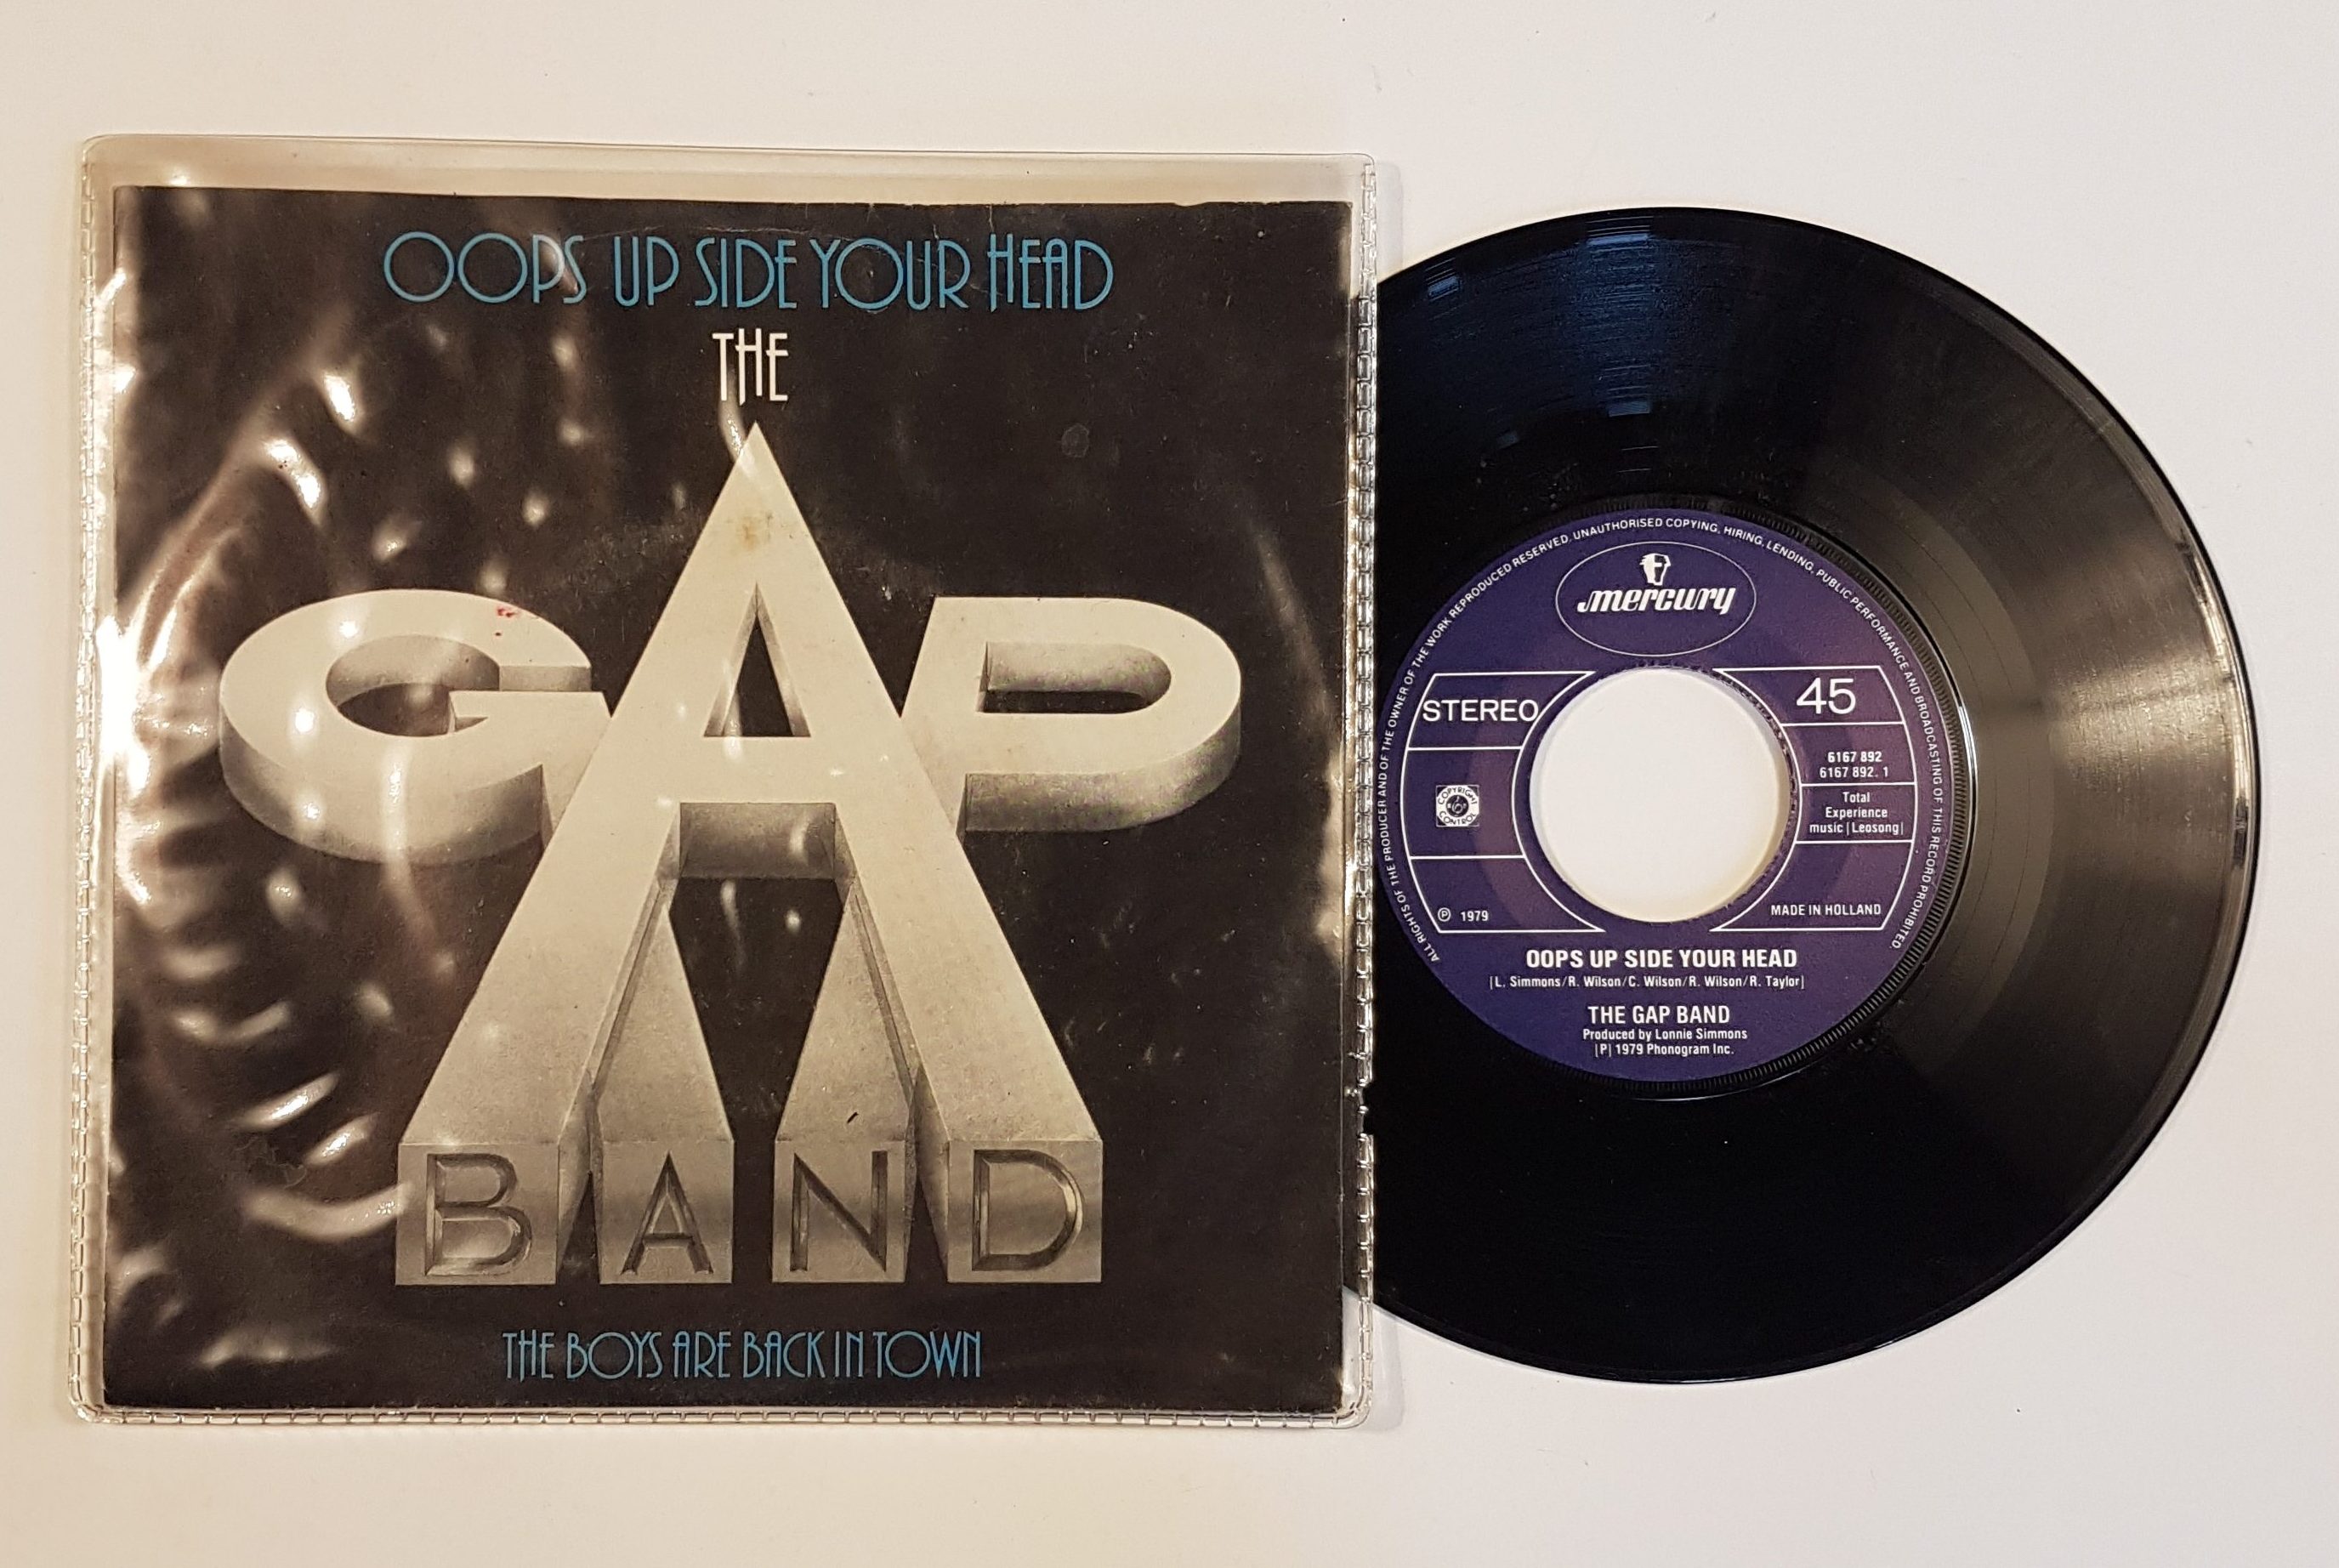 OOPS UP SIDE YOUR HEAD
THE
GAP
BAND
THE BOYS ARE BACK IN TOWN
ALL RIGHTS OF THE PRODUCER AND OF THE OWNER OF THE WORK REPRODUCED RESERVED. UNAUTHORISED COPYING, HIRING, LENDING, PUBLIC PERFORMANCE AND BROADCASTING OF THIS RECORD PROHIBITED.
mercury
STEREO
COPYRIGHT
CONTROL
℗ 1979
45
6167 892
6167 892. 1
Total
Experience
music |Leosong|
MADE IN HOLLAND
OOPS UP SIDE YOUR HEAD
|L. Simmons/R. Wilson/C. Wilson/R. Wilson/R. Taylor|
THE GAP BAND
Produced by Lonnie Simmons
|P| 1979 Phonogram Inc.